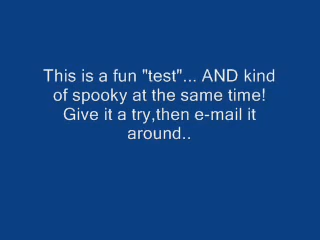 This is a fun "test"... AND kind
of spooky at the same time!
Give it a try,then e-mail it
around..